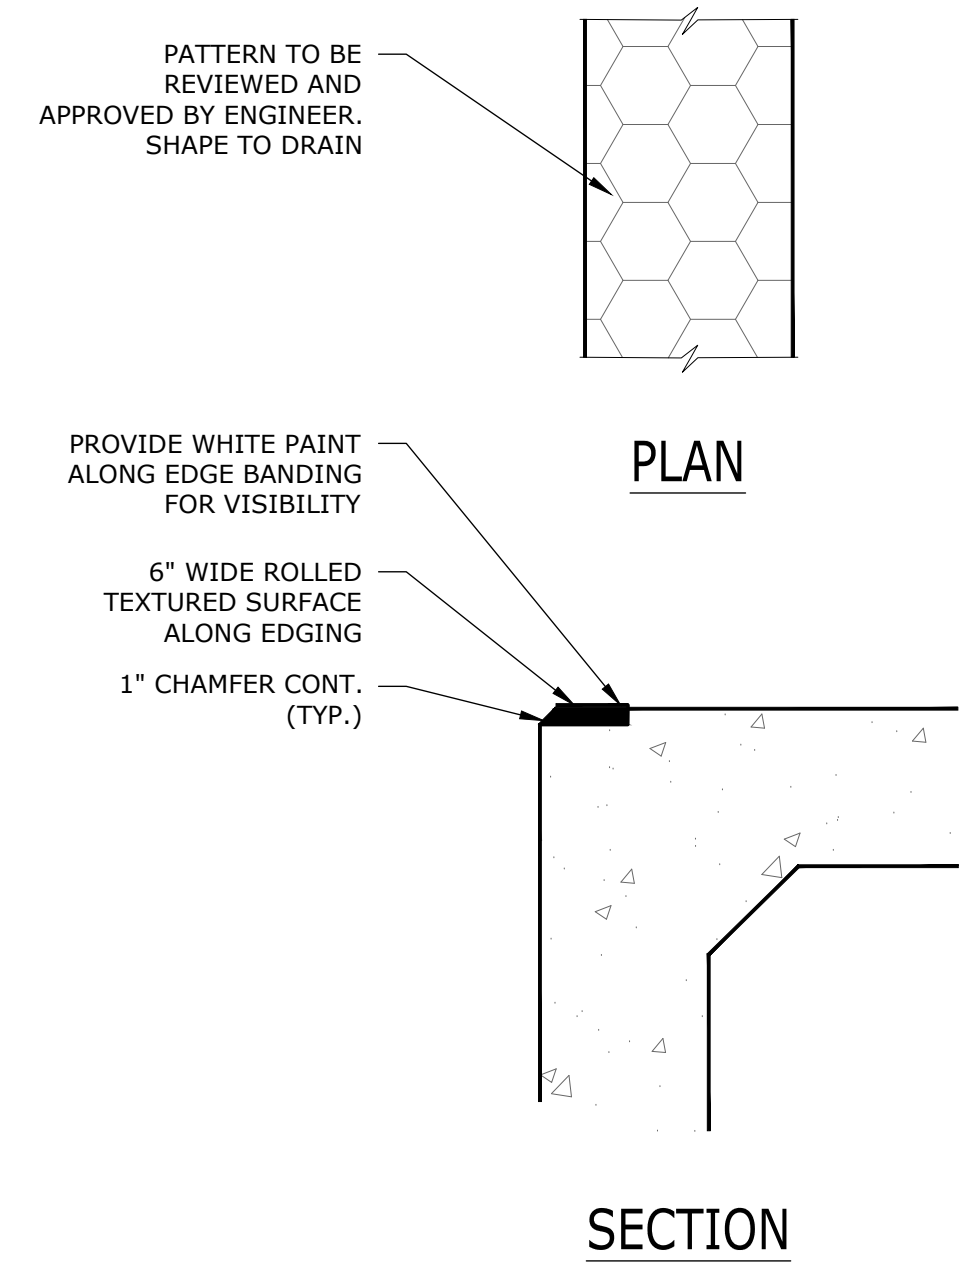 PATTERN TO BE
REVIEWED AND
APPROVED BY ENGINEER.
SHAPE TO DRAIN
PLAN
PROVIDE WHITE PAINT
ALONG EDGE BANDING
FOR VISIBILITY
6" WIDE ROLLED
TEXTURED SURFACE
ALONG EDGING
1" CHAMFER CONT.
(TYP.)
SECTION